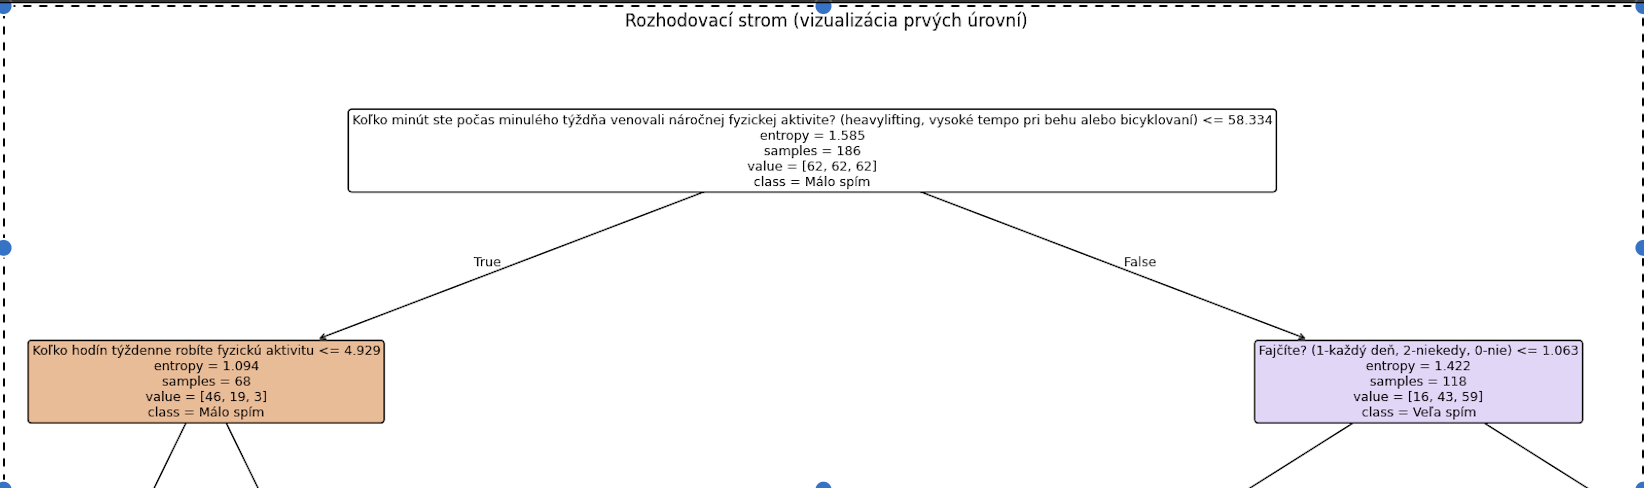 Rozhodovací strom (vizualizácia prvých úrovní)
Koľko minút ste počas minulého týždňa venovali náročnej fyzickej aktivite? (heavylifting, vysoké tempo pri behu alebo bicyklovaní) <= 58.334
entropy = 1.585
samples = 186
value = [62, 62, 62]
class = Málo spím
True
False
Koľko hodín týždenne robíte fyzickú aktivitu <= 4.929
entropy = 1.094
samples = 68
value = [46, 19, 3]
class = Málo spím
Fajčíte? (1-každý deň, 2-niekedy, 0-nie) <= 1.063
entropy = 1.422
samples = 118
value = [16, 43, 59]
class = Veľa spím